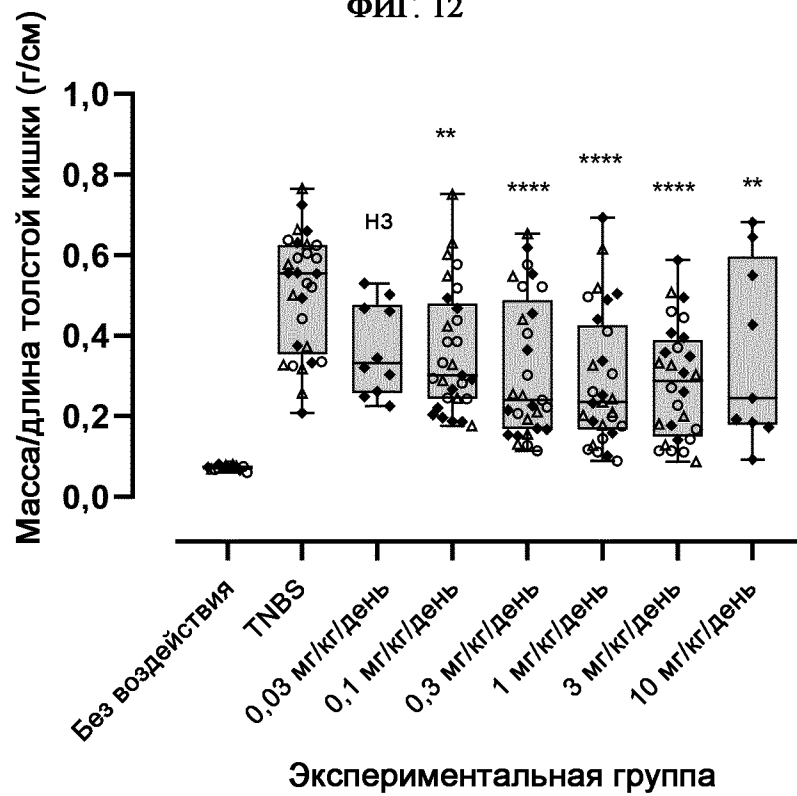 ФИГ. 12
Масса/длина толстой кишки (г/см)
1,0
0,8
0,6
0,4
0,2
0,0
**
****
****
****
**
нз
Без воздействия
TNBS
0,03 мг/кг/день
0,1 мг/кг/день
0,3 мг/кг/день
1 мг/кг/день
3 мг/кг/день
10 мг/кг/день
Экспериментальная группа